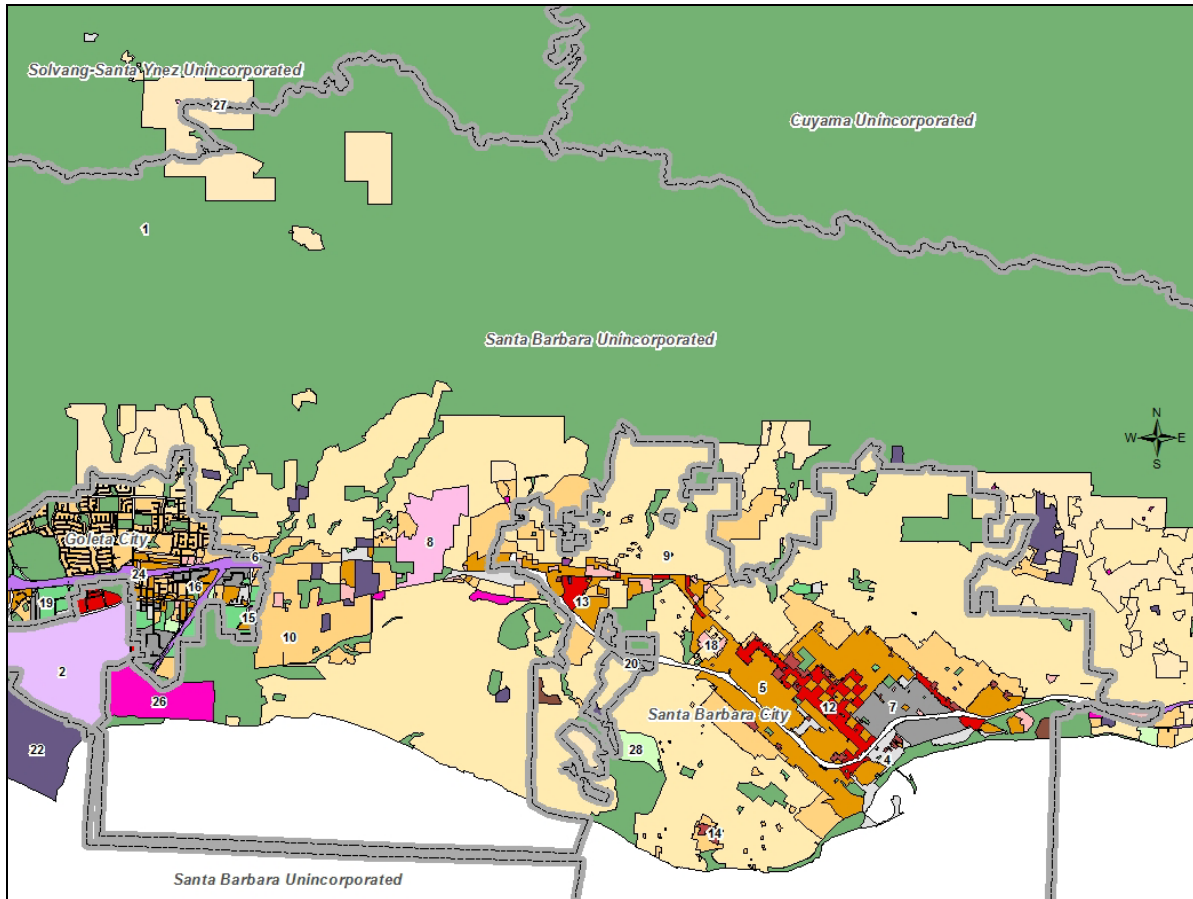 Solvang-Santa Ynez Unincorporated
27
Cuyama Unincorporated
1
Santa Barbara Unincorporated
N
W E
S
Goleta City
6
8
9
24
16
19
13
15
10
18
20
2
5
26
12
7
Santa Barbara City
22
28
4
14
Santa Barbara Unincorporated